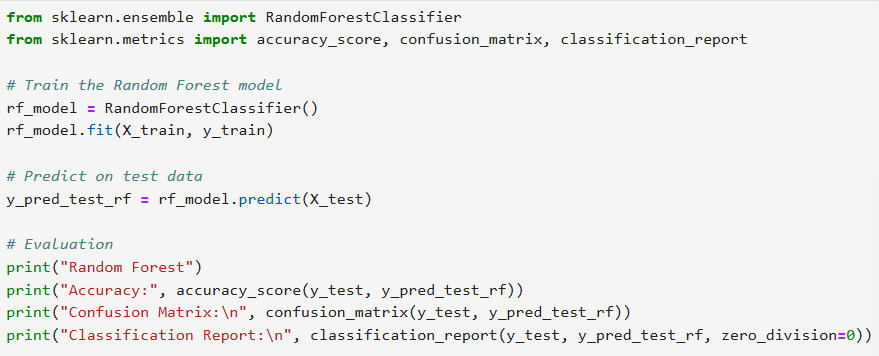 from sklearn.ensemble import RandomForestClassifier
from sklearn.metrics import accuracy_score, confusion_matrix, classification_report
# Train the Random Forest model
rf_model = RandomForestClassifier()
rf_model.fit(X_train, y_train)
# Predict on test data
y_pred_test_rf = rf_model.predict(X_test)
# Evaluation
print("Random Forest")
print("Accuracy:", accuracy_score(y_test, y_pred_test_rf))
print("Confusion Matrix:\n", confusion_matrix(y_test, y_pred_test_rf))
print("Classification Report:\n", classification_report(y_test, y_pred_test_rf, zero_division=0))